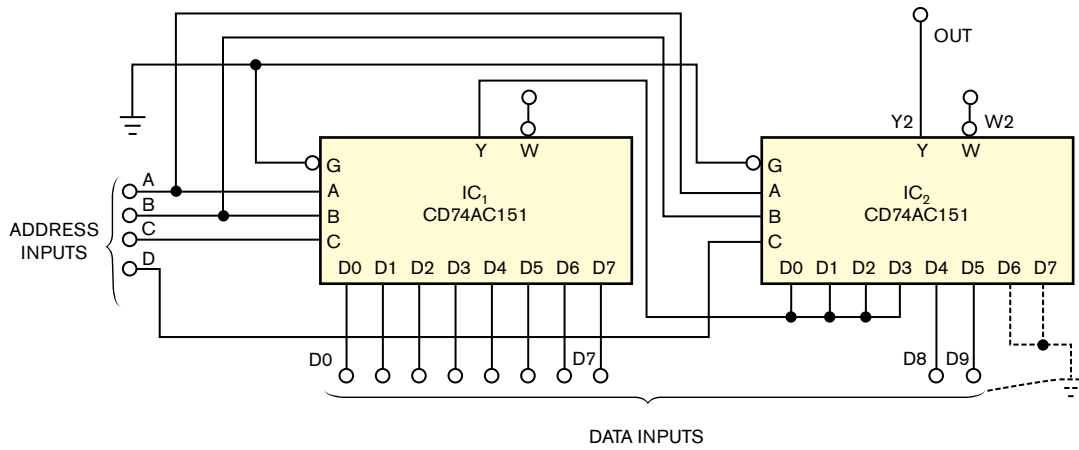 OUT
Y2
W2
Y
W
Y
W
G
G
A
A
A
B
B
B
C
C
C
D
IC1
CD74AC151
IC2
CD74AC151
ADDRESS
INPUTS
D0 D1 D2 D3 D4 D5 D6 D7
D0 D1 D2 D3 D4 D5 D6 D7
D0
D7
D8
D9
DATA INPUTS